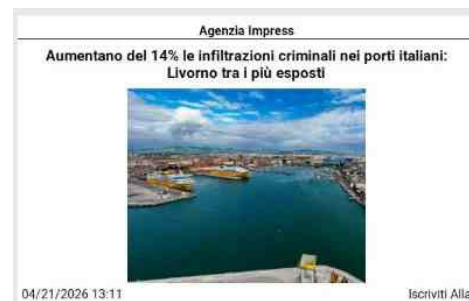 Agenzia Impress
Aumentano del 14% le infiltrazioni criminali nei porti italiani:
Livorno tra i più esposti
04/21/2026 13:11
Iscriviti Alla